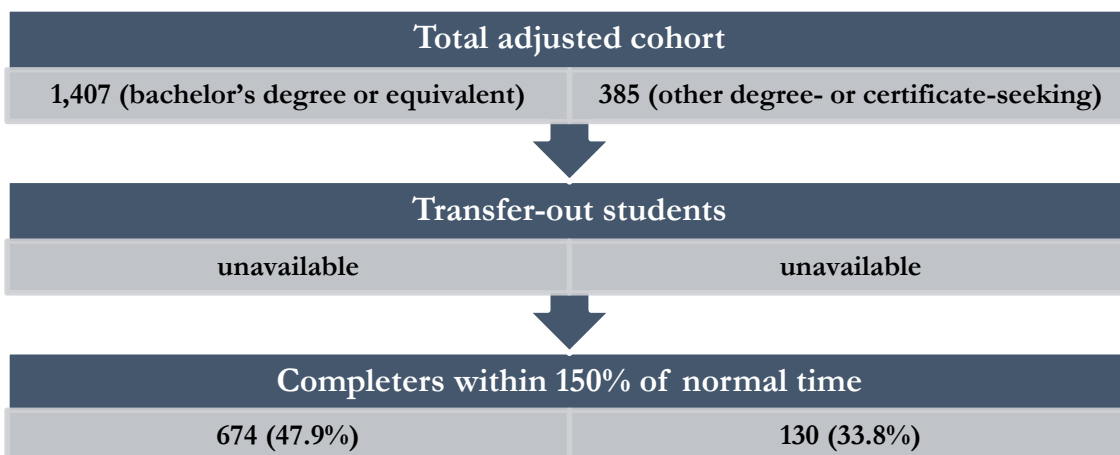 Total adjusted cohort
1,407 (bachelor’s degree or equivalent)
385 (other degree- or certificate-seeking)
Transfer-out students
unavailable
unavailable
Completers within 150% of normal time
674 (47.9%)
130 (33.8%)